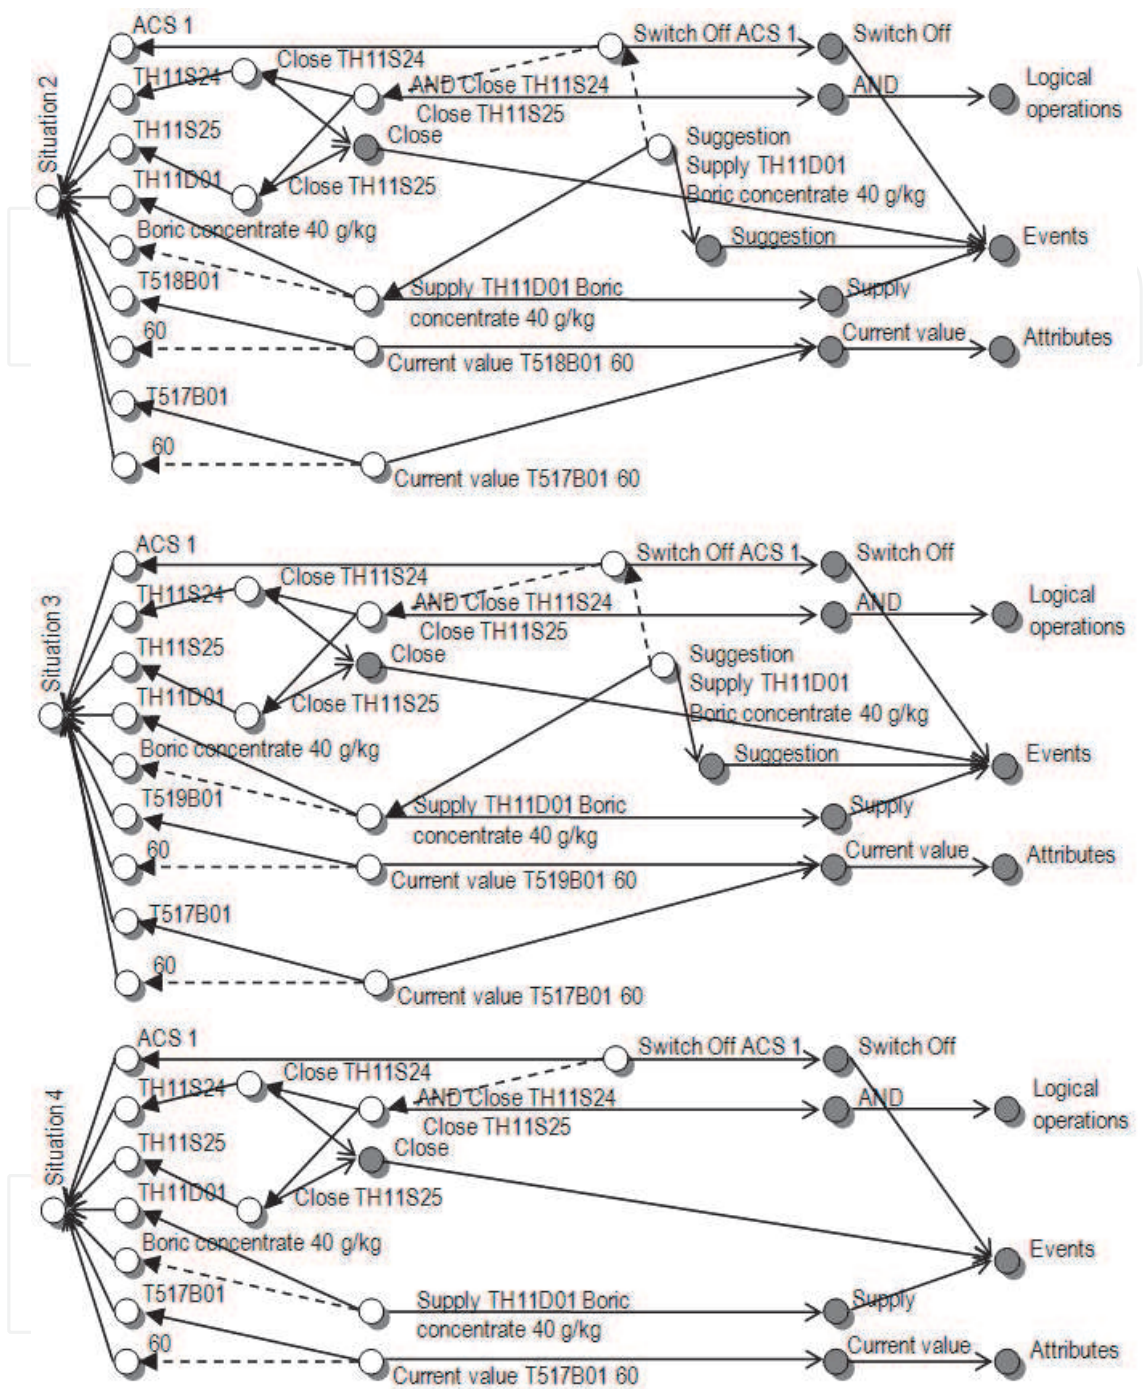 ACS 1
Switch Off ACS 1
Switch Off
Close TH11S24
TH11S24
AND Close TH11S24
Close TH11S25
AND
Logical
operations
Situation 2
TH11S25
Close
Suggestion
Supply TH11D01
Boric concentrate 40 g/kg
TH11D01
Close TH11S25
Boric concentrate 40 g/kg
Suggestion
Events
T518B01
Supply TH11D01 Boric
concentrate 40 g/kg
Supply
60
Current value T518B01 60
Current value
Attributes
T517B01
60
Current value T517B01 60
ACS 1
Switch Off ACS 1
Switch Off
Close TH11S24
TH11S24
AND Close TH11S24
Close TH11S25
AND
Logical
operations
Situation 3
TH11S25
Close
Suggestion
Supply TH11D01
Boric concentrate 40 g/kg
TH11D01
Close TH11S25
Boric concentrate 40 g/kg
Suggestion
Events
T519B01
Supply TH11D01 Boric
concentrate 40 g/kg
Supply
60
Current value T519B01 60
Current value
Attributes
T517B01
60
Current value T517B01 60
ACS 1
Switch Off ACS 1
Switch Off
Close TH11S24
TH11S24
AND Close TH11S24
Close TH11S25
AND
Logical
operations
Situation 4
TH11S25
Close
TH11D01
Close TH11S25
Boric concentrate 40 g/kg
Events
T517B01
Supply TH11D01 Boric
concentrate 40 g/kg
Supply
60
Current value T517B01 60
Current value
Attributes